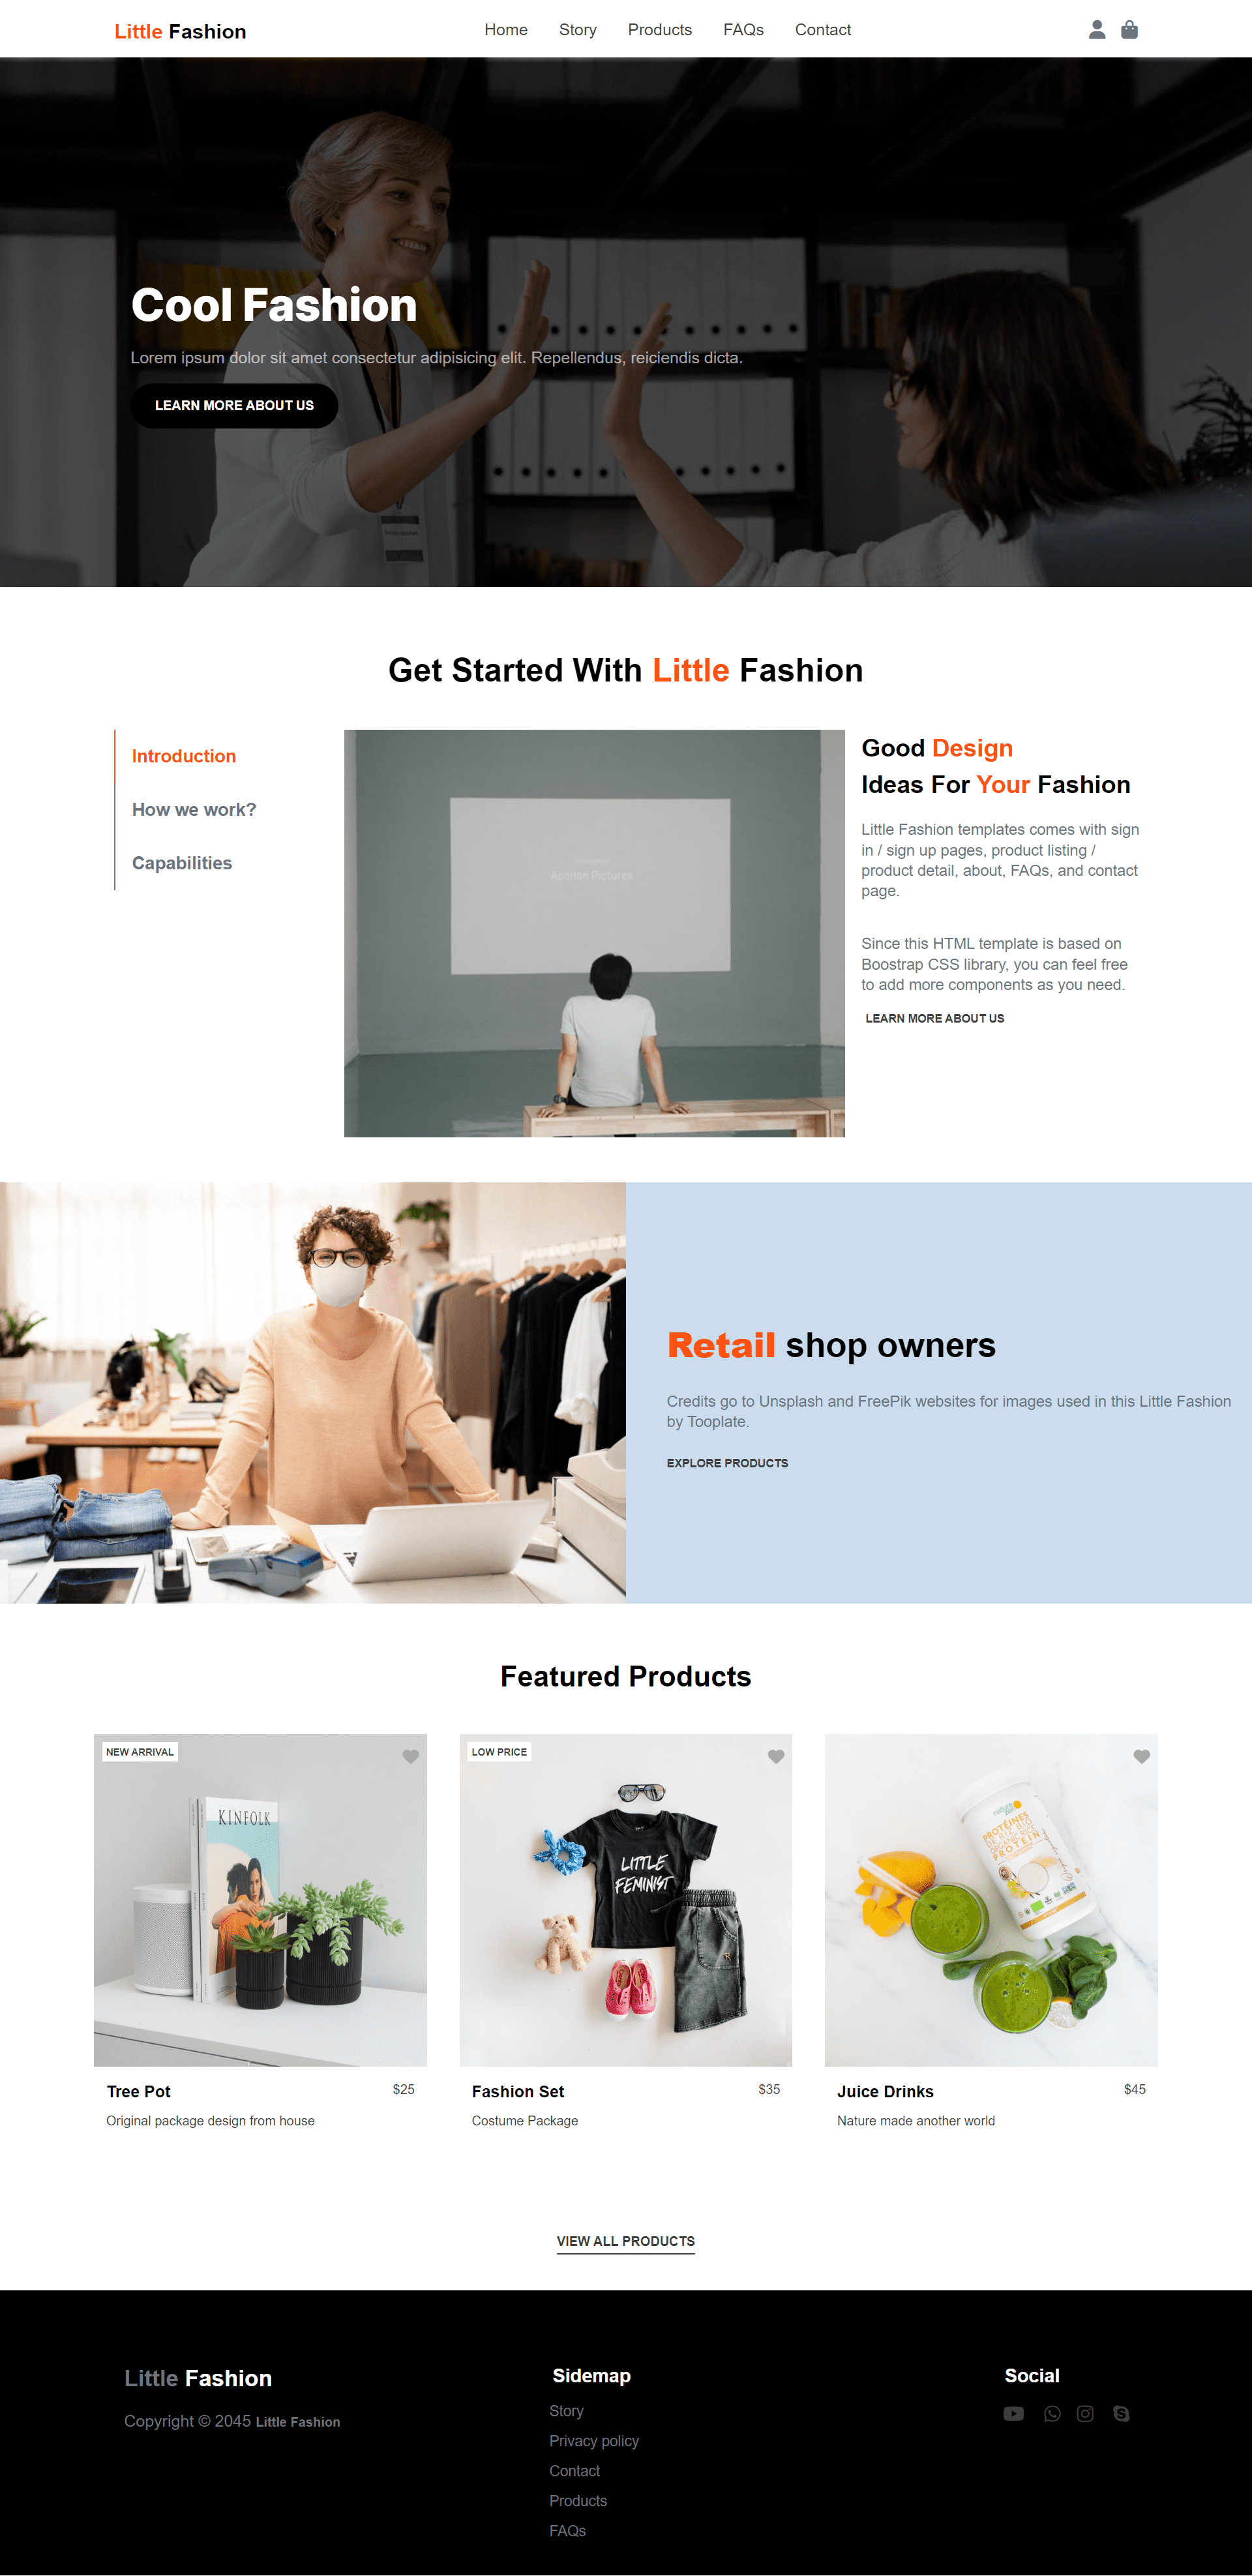 Little Fashion
Home Story Products FAQs Contact
Cool Fashion
Lorem ipsum dolor sit amet consectetur adipisicing elit. Repellendus, reiciendis dicta.
LEARN MORE ABOUT US
Get Started With Little Fashion
Introduction
How we work?
Capabilities
Apollon Pictures
Good Design
Ideas For Your Fashion
Little Fashion templates comes with sign
in / sign up pages, product listing /
product detail, about, FAQs, and contact
page.
Since this HTML template is based on
Boostrap CSS library, you can feel free
to add more components as you need.
LEARN MORE ABOUT US
Retail shop owners
Credits go to Unsplash and FreePik websites for images used in this Little Fashion
by Tooplate.
EXPLORE PRODUCTS
Featured Products
NEW ARRIVAL
KINFOLK
Tree Pot $25
Original package design from house
LOW PRICE
LITTLE
FEMINIST
Fashion Set $35
Costume Package
PROTÉINES
PROTEIN
Juice Drinks $45
Nature made another world
VIEW ALL PRODUCTS
Little Fashion
Copyright © 2045 Little Fashion
Sidemap
Story
Privacy policy
Contact
Products
FAQs
Social